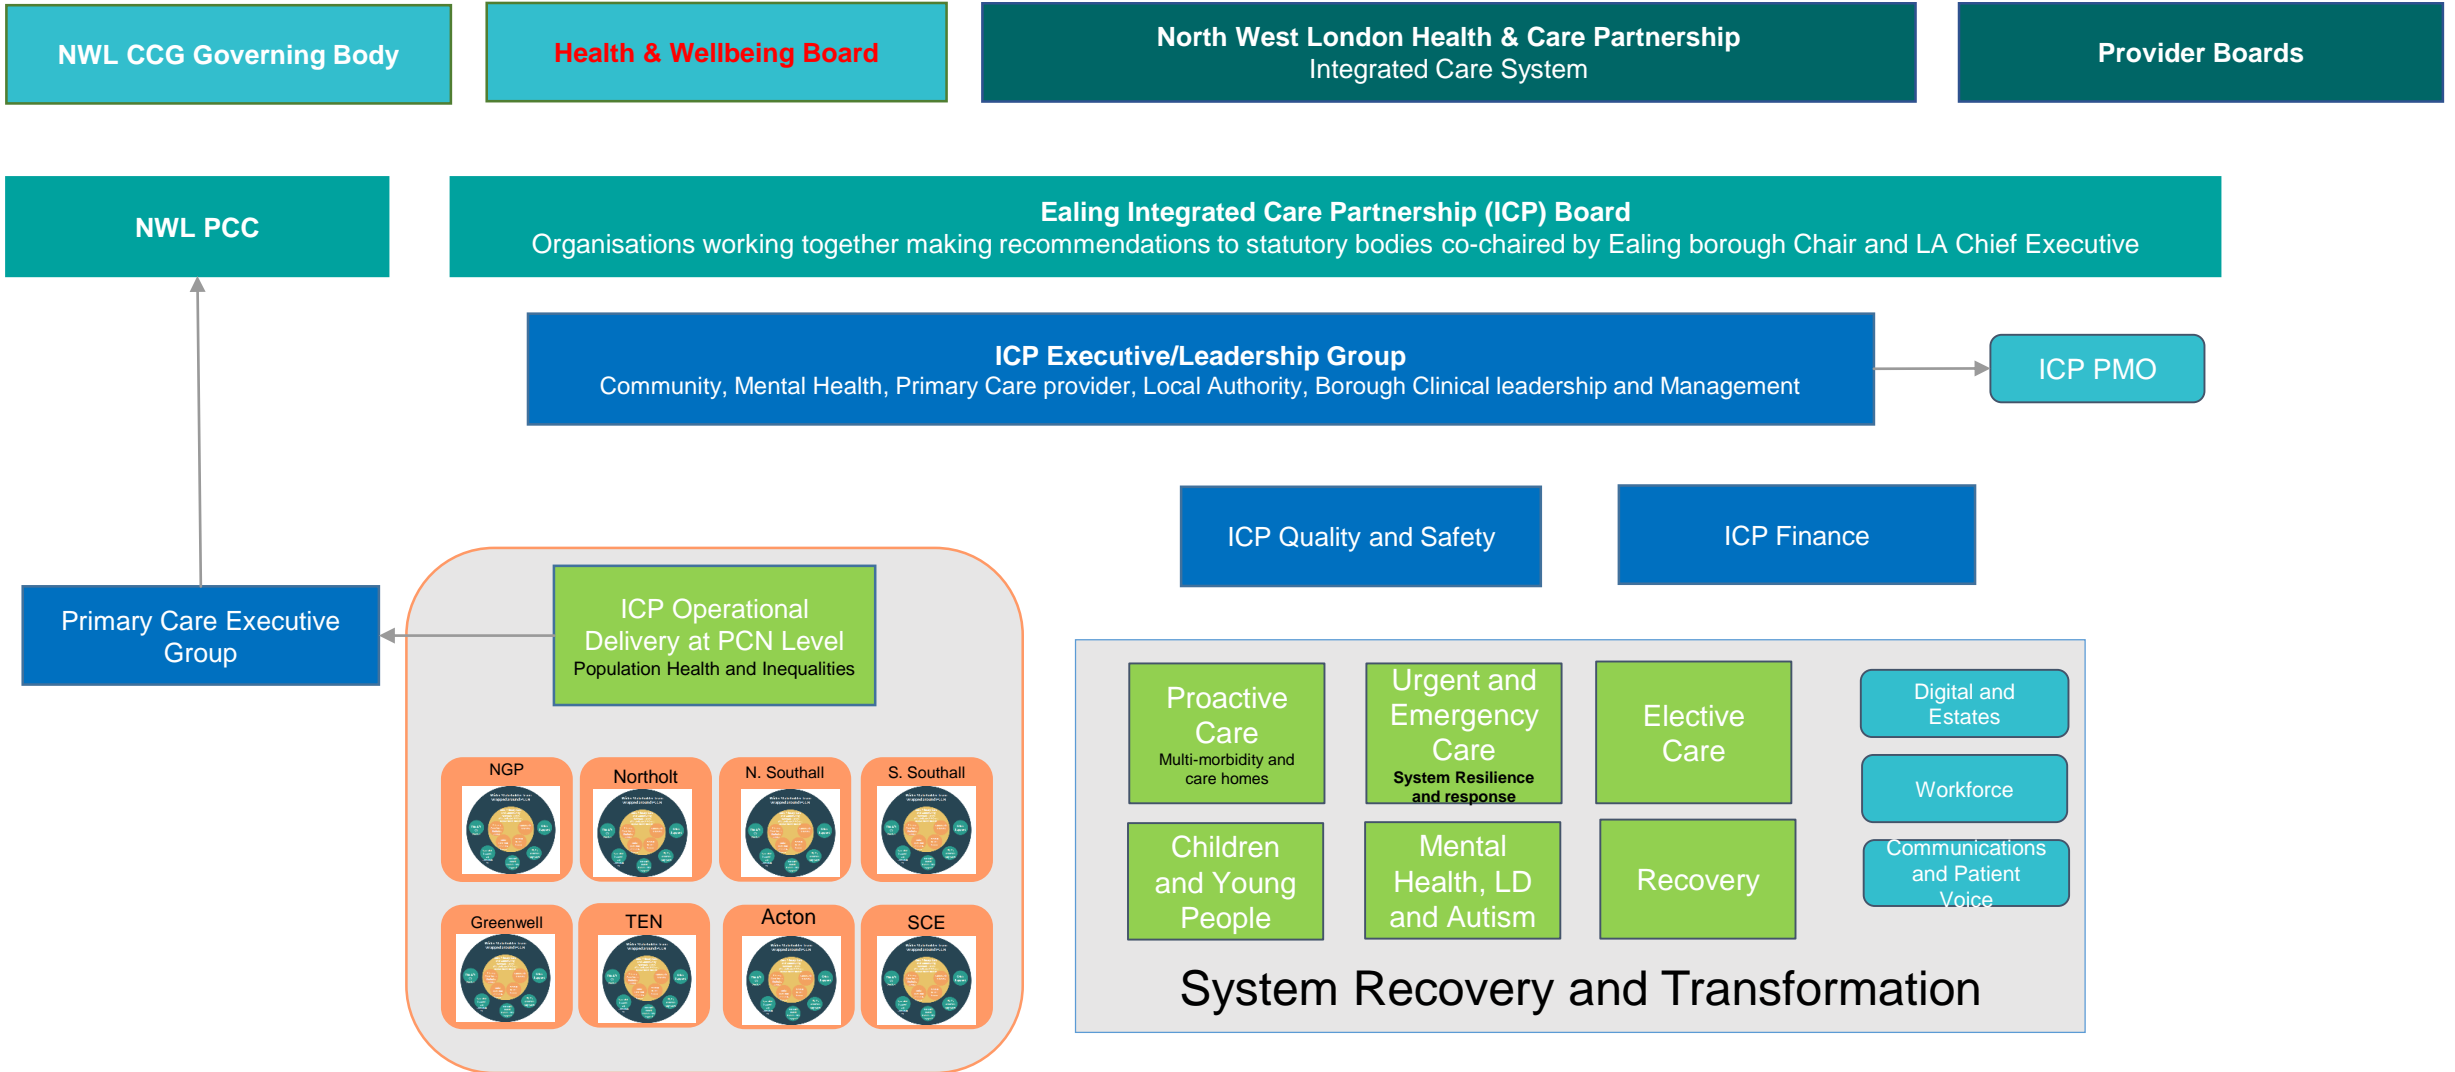 NWL CCG Governing Body
Health & Wellbeing Board
North West London Health & Care Partnership
Integrated Care System
Provider Boards
NWL PCC
Ealing Integrated Care Partnership (ICP) Board
Organisations working together making recommendations to statutory bodies co-chaired by Ealing borough Chair and LA Chief Executive
ICP Executive/Leadership Group
Community, Mental Health, Primary Care provider, Local Authority, Borough Clinical leadership and Management
ICP PMO
ICP Quality and Safety
ICP Finance
Primary Care Executive
Group
ICP Operational
Delivery at PCN Level
Population Health and Inequalities
NGP
Northolt
N. Southall
S. Southall
Greenwell
TEN
Acton
SCE
Proactive
Care
Multi-morbidity and
care homes
Urgent and
Emergency
Care
System Resilience
and response
Elective
Care
Digital and
Estates
Workforce
Children
and Young
People
Mental
Health, LD
and Autism
Recovery
Communications
and Patient
Voice
System Recovery and Transformation